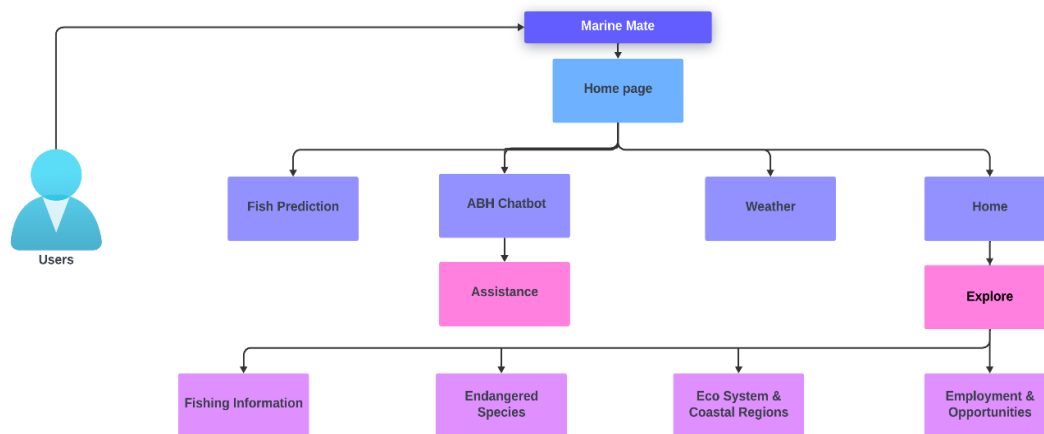 Marine Mate
Home page
Fish Prediction
ABH Chatbot
Weather
Home
Users
Assistance
Explore
Fishing Information
Endangered
Species
Eco System &
Coastal Regions
Employment &
Opportunities